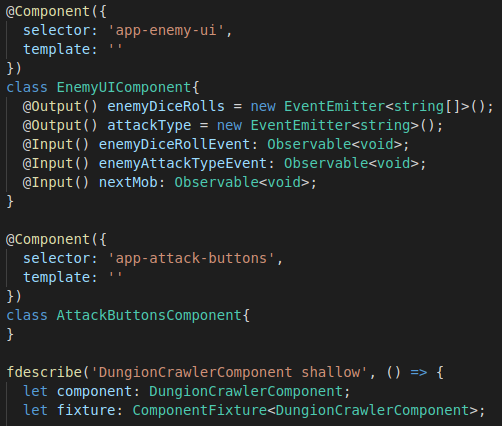 @Component({
  selector: 'app-enemy-ui',
  template: ''
})
class EnemyUIComponent{
  @Output() enemyDiceRolls = new EventEmitter<string[]>();
  @Output() attackType = new EventEmitter<string>();
  @Input() enemyDiceRollEvent: Observable<void>;
  @Input() enemyAttackTypeEvent: Observable<void>;
  @Input() nextMob: Observable<void>;
}

@Component({
  selector: 'app-attack-buttons',
  template: ''
})
class AttackButtonsComponent{
}

fdescribe('DungionCrawlerComponent shallow', () => {
  let component: DungionCrawlerComponent;
  let fixture: ComponentFixture<DungionCrawlerComponent>;